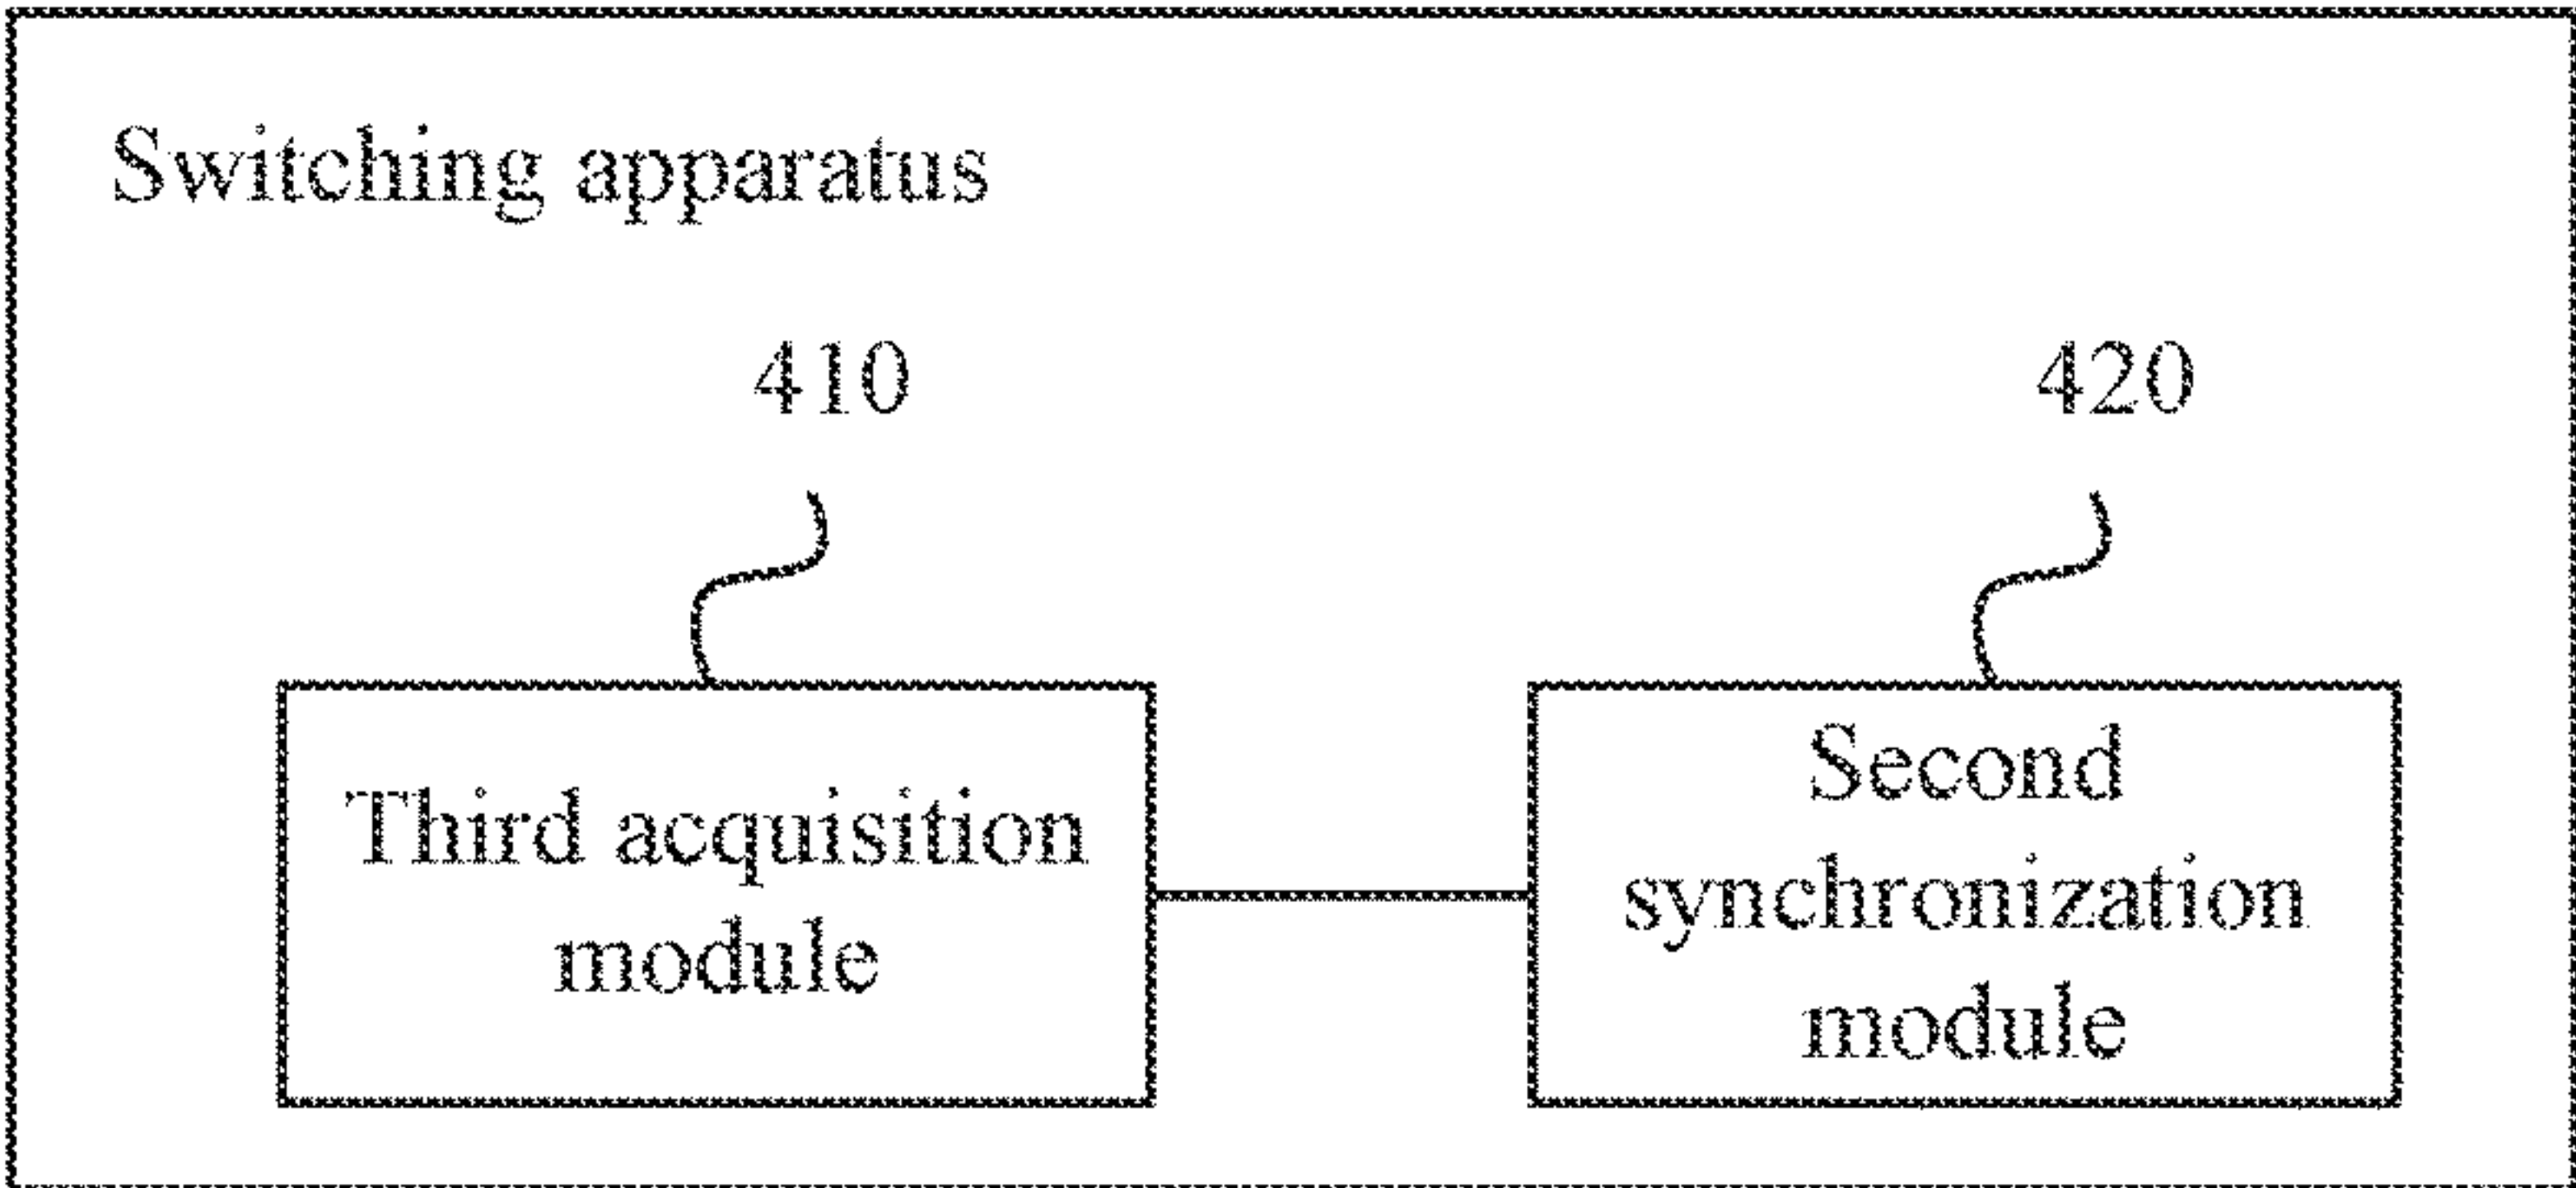 Switching apparatus
410
420
Third acquisition
module
Second
synchronization
module